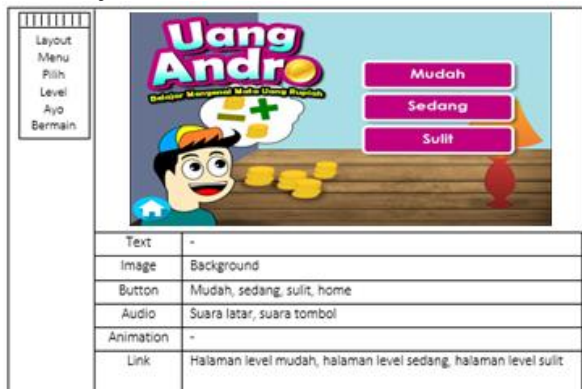 Layout
Menu
Pilih
Level
Ayo
Bermain
Uang
Andro
Belajar Mengenal Mata Uang Rupiah
Mudah
Sedang
Sulit
Text -
Image Background
Button Mudah, sedang, sulit, home
Audio Suara latar, suara tombol
Animation -
Link Halaman level mudah, halaman level sedang, halaman level sulit